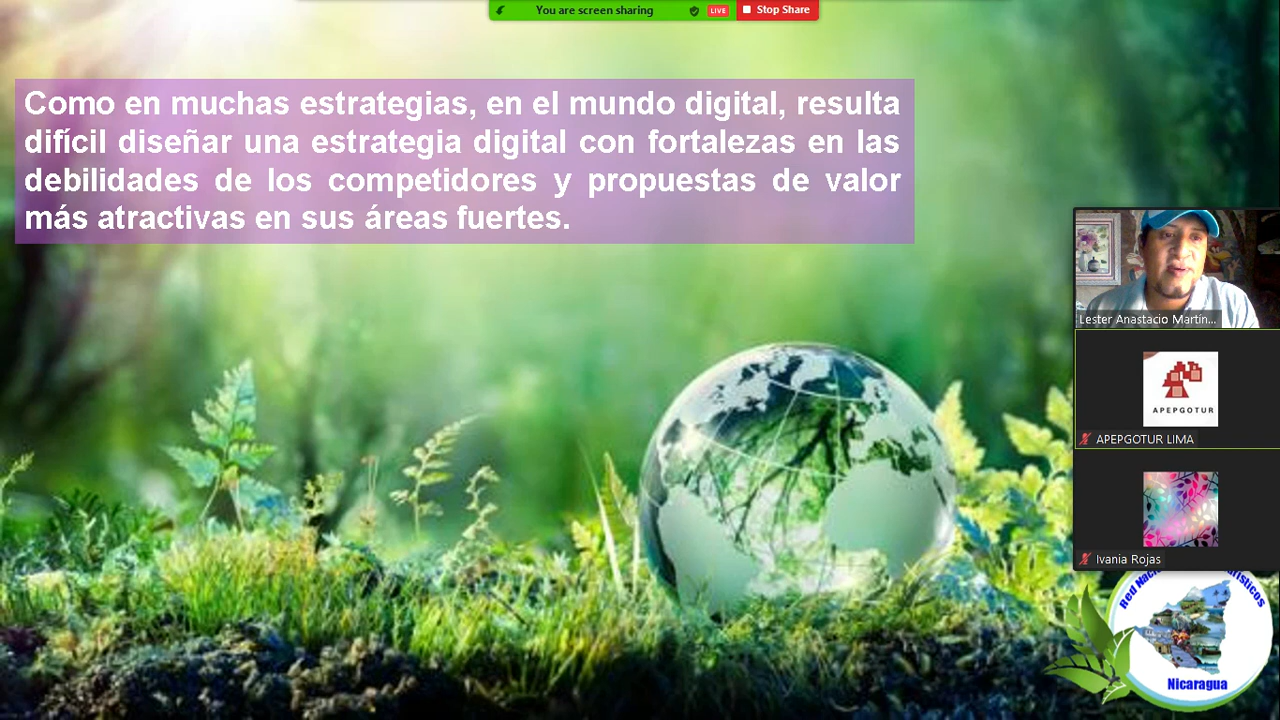 You are screen sharing
LIVE
Stop Share
Como en muchas estrategias, en el mundo digital, resulta
difícil diseñar una estrategia digital con fortalezas en las
debilidades de los competidores y propuestas de valor
más atractivas en sus áreas fuertes.
Lester Anastacio Martín...
APEPGOTUR
APEPGOTUR LIMA
Ivania Rojas
Red
Nicaragua